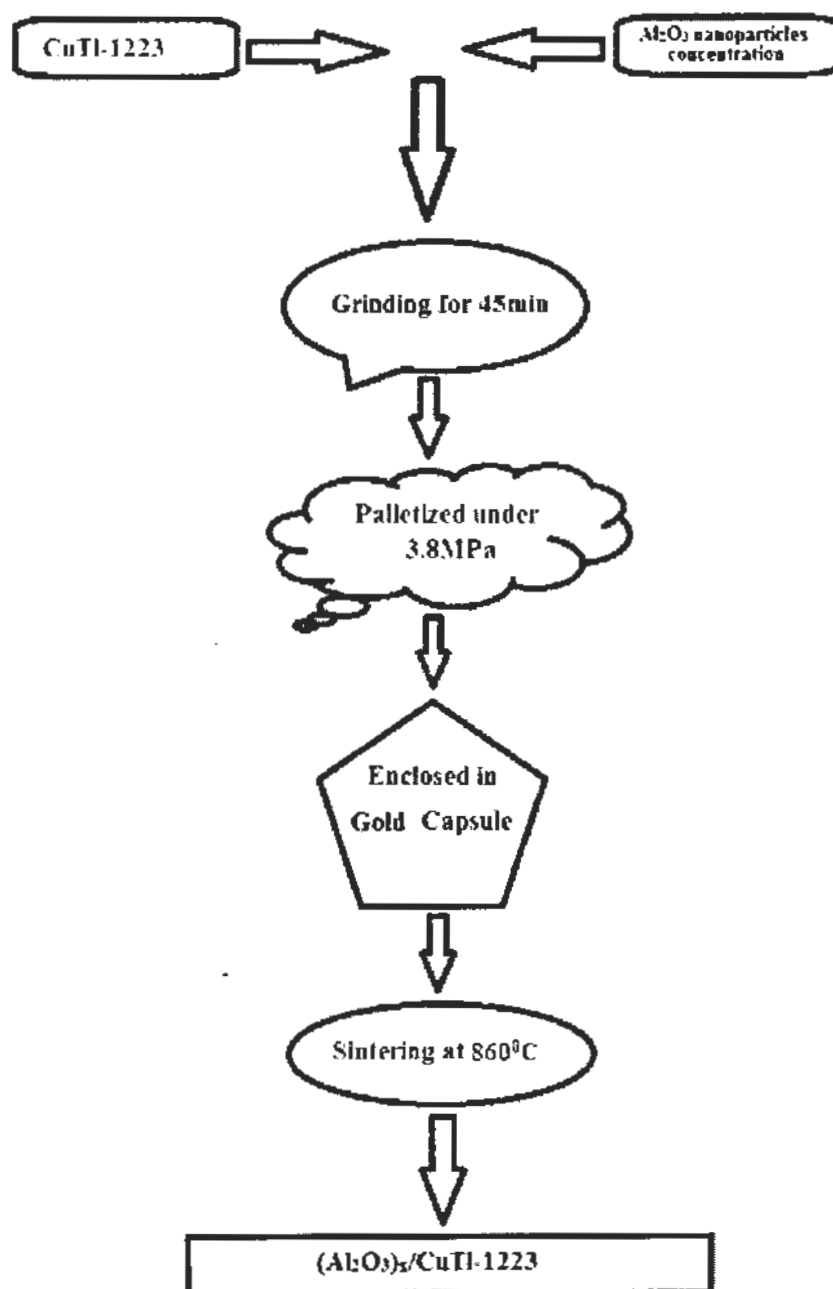 CuTl-1223
Al₂O₃ nanoparticles
concentration
Grinding for 45min
Palletized under
3.8MPa
Enclosed in
Gold Capsule
Sintering at 860⁰C
(Al₂O₃)ₓ/CuTl-1223